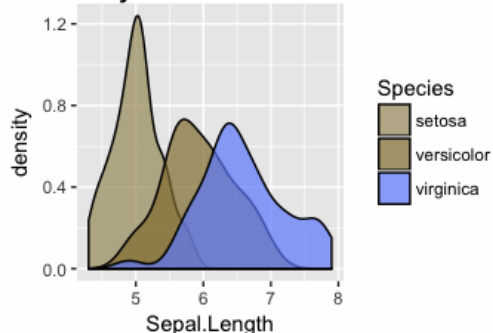 1.2
0.8
0.4
0.0
density
5 6 7 8
Sepal.Length
Species
setosa
versicolor
virginica